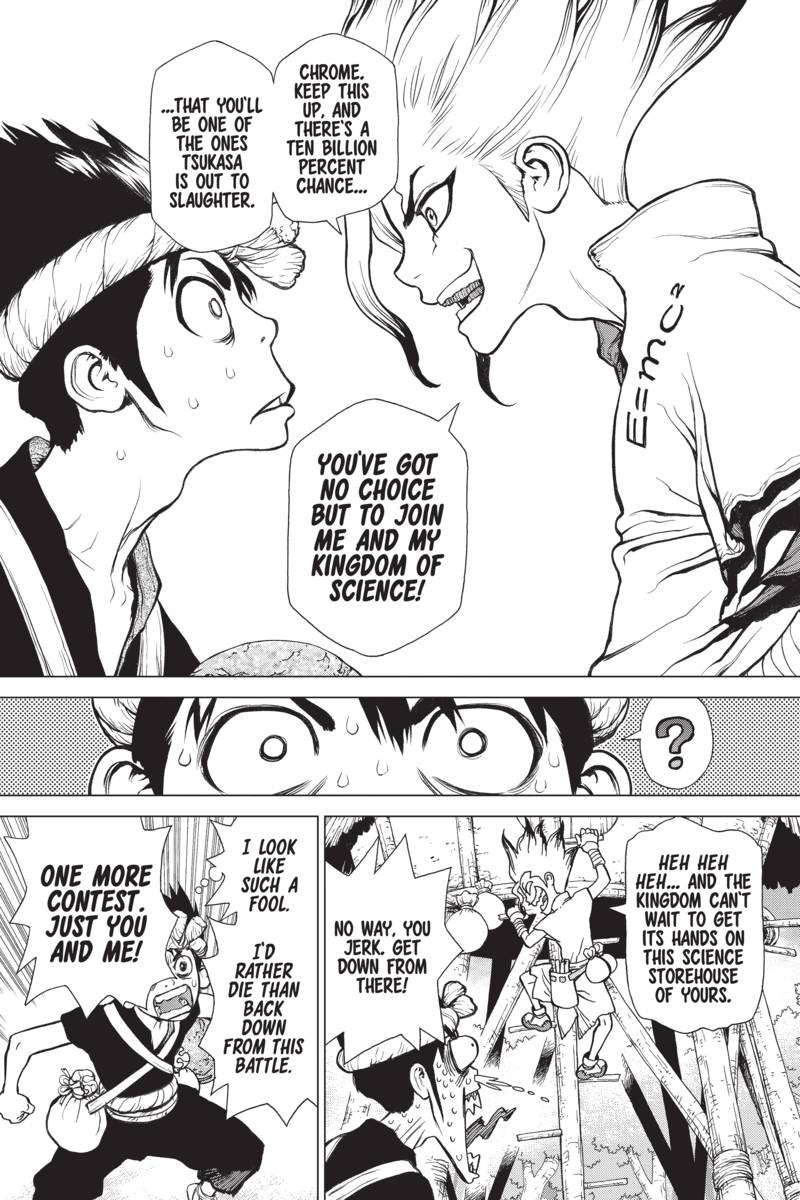 CHROME.
KEEP THIS
UP, AND
THERE'S A
TEN BILLION
PERCENT
CHANCE...
...THAT YOU'LL
BE ONE OF
THE ONES
TSUKASA
IS OUT TO
SLAUGHTER.
E=mc²
YOU'VE GOT
NO CHOICE
BUT TO JOIN
ME AND MY
KINGDOM OF
SCIENCE!
?
HEH HEH
HEH... AND THE
KINGDOM CAN'T
WAIT TO GET
ITS HANDS ON
THIS SCIENCE
STOREHOUSE
OF YOURS.
NO WAY, YOU
JERK. GET
DOWN FROM
THERE!
I LOOK
LIKE
SUCH A
FOOL.
I'D
RATHER
DIE THAN
BACK
DOWN
FROM THIS
BATTLE.
ONE MORE
CONTEST.
JUST YOU
AND ME!